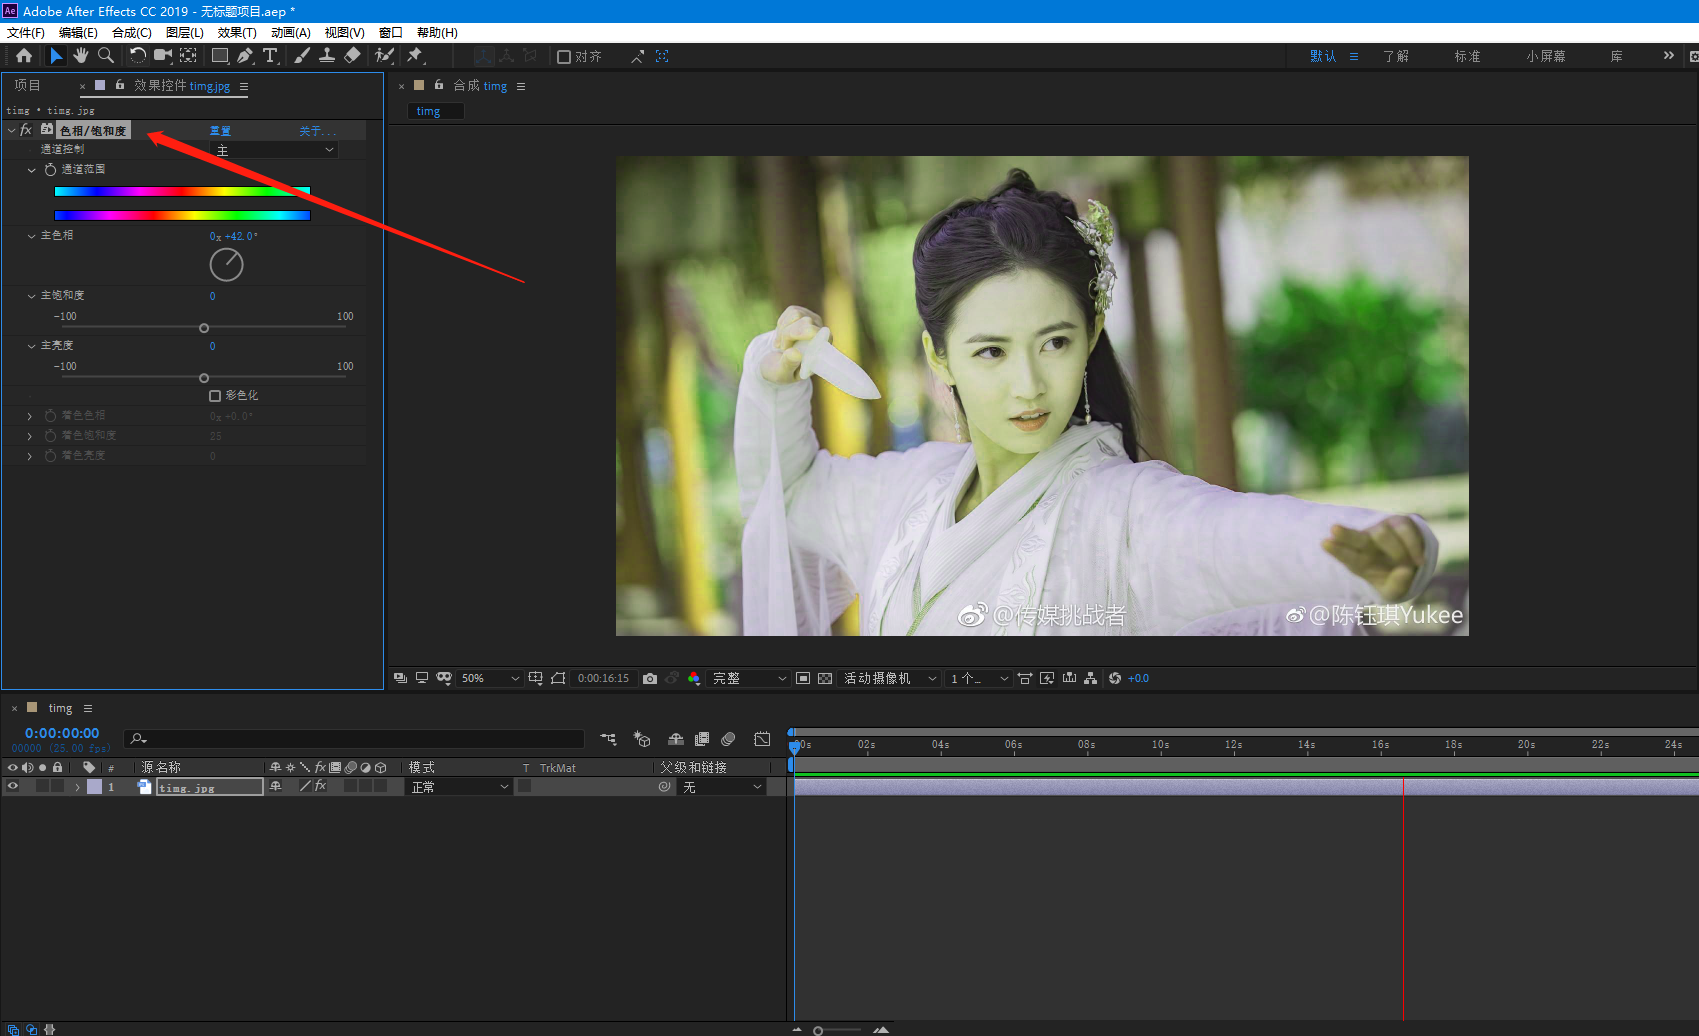 Ae Adobe After Effects CC 2019 - 无标题项目.aep *
文件(F) 编辑(E) 合成(C) 图层(L) 效果(T) 动画(A) 视图(V) 窗口 帮助(H)
对齐 默认 了解 标准 小屏幕 库
项目 × 效果控件 timg.jpg
timg • timg.jpg
fx 色相/饱和度 重置 关于...
通道控制 主
通道范围
主色相 0x +42.0°
主饱和度 0
-100 100
主亮度 0
-100 100
彩色化
着色色相 0x +0.0°
着色饱和度 25
着色亮度 0
× 合成 timg
timg
@传媒挑战者
@陈钰琪Yukee
50% 0:00:16:15 完整 活动摄像机 1 个... +0.0
× timg
0:00:00:00
00000 (25.00 fps)
:00s 02s 04s 06s 08s 10s 12s 14s 16s 18s 20s 22s 24s
# 源名称 fx 模式 T TrkMat 父级和链接
1 timg.jpg fx 正常 无